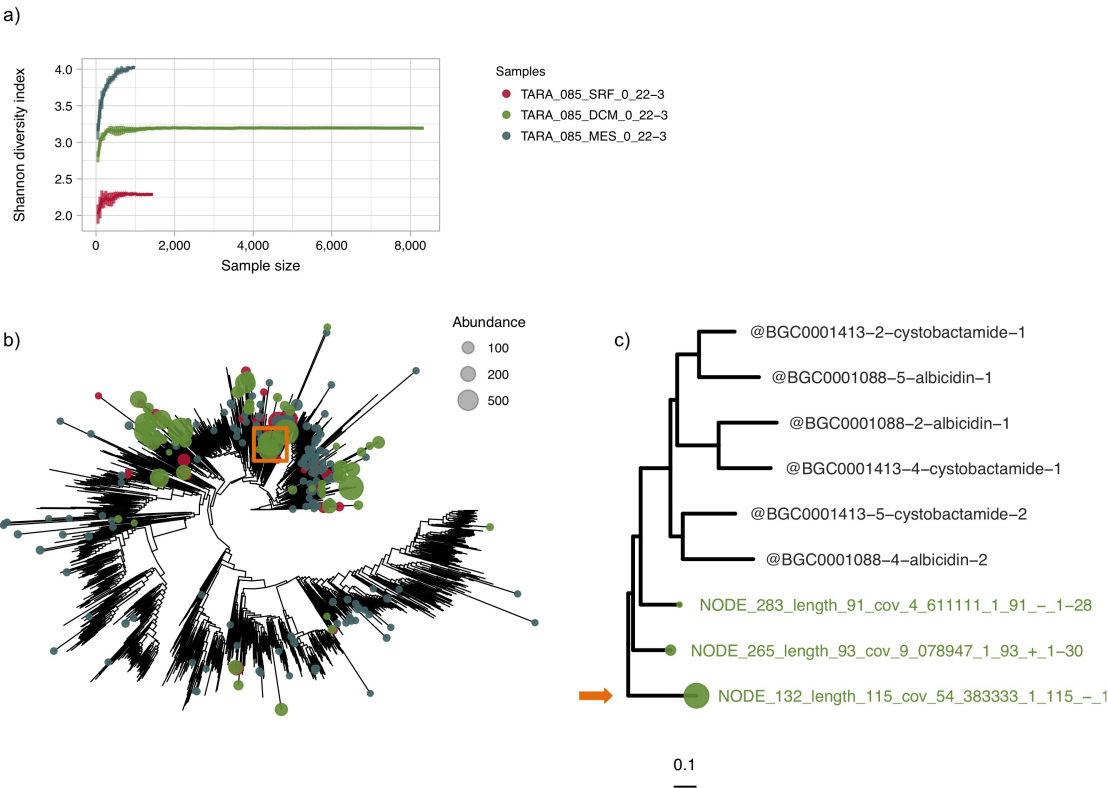 a)
Shannon diversity index
4.0
3.5
3.0
2.5
2.0
0
2,000
4,000
6,000
8,000
Sample size
Samples
TARA_085_SRF_0_22-3
TARA_085_DCM_0_22-3
TARA_085_MES_0_22-3
b)
Abundance
100
200
500
c)
@BGC0001413-2-cystobactamide-1
@BGC0001088-5-albicidin-1
@BGC0001088-2-albicidin-1
@BGC0001413-4-cystobactamide-1
@BGC0001413-5-cystobactamide-2
@BGC0001088-4-albicidin-2
NODE_283_length_91_cov_4_611111_1_91_-_1-28
NODE_265_length_93_cov_9_078947_1_93_+_1-30
NODE_132_length_115_cov_54_383333_1_115_-_1
0.1